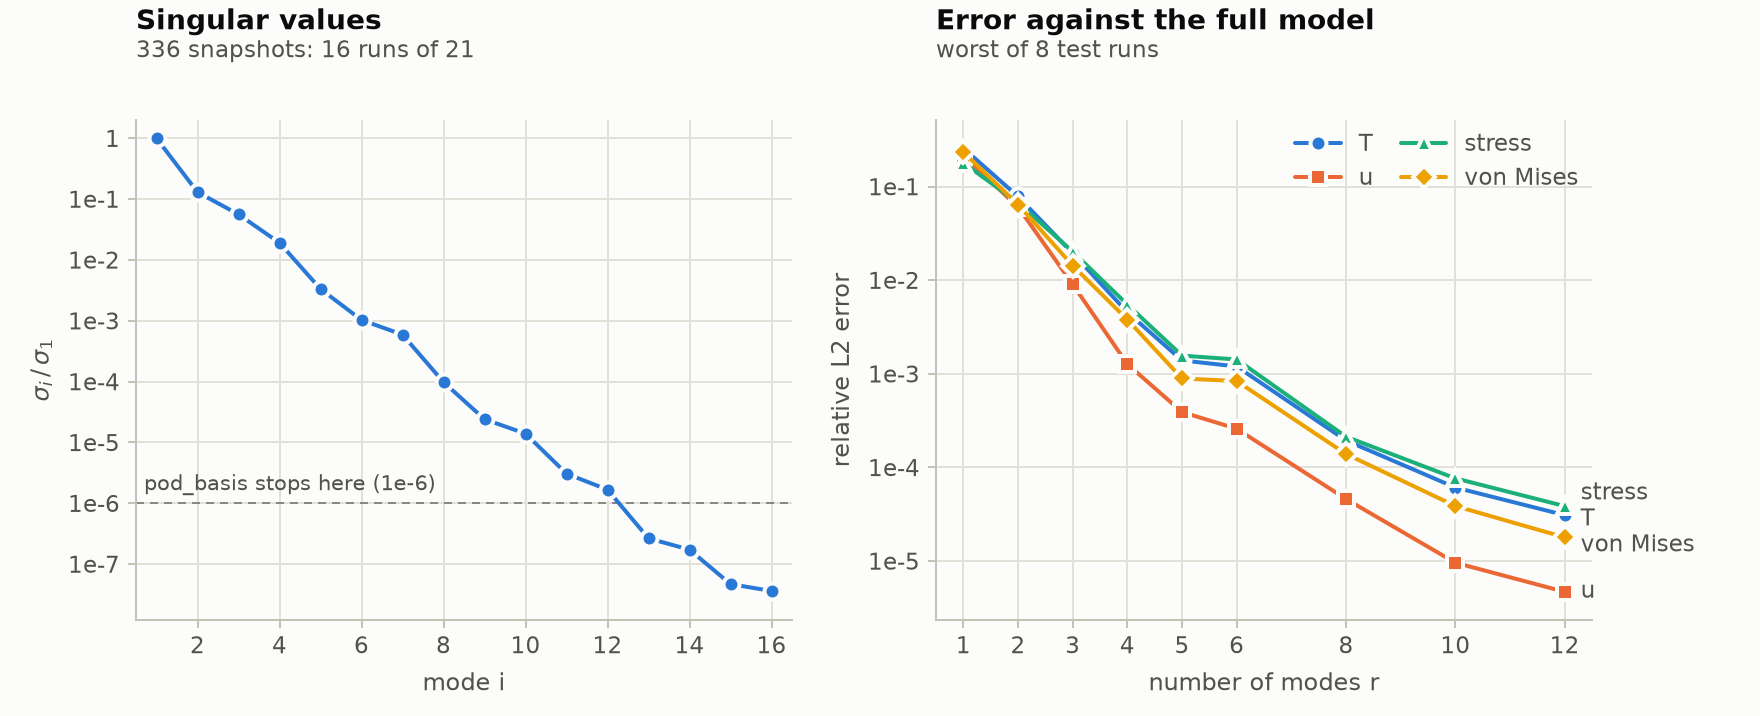 Singular values
336 snapshots: 16 runs of 21
1
1e-1
1e-2
1e-3
1e-4
1e-5
1e-6
1e-7
σi/σ1
pod_basis stops here (1e-6)
2 4 6 8 10 12 14 16
mode i
Error against the full model
worst of 8 test runs
T stress
u von Mises
1e-1
1e-2
1e-3
1e-4
1e-5
relative L2 error
stress
T
von Mises
u
1 2 3 4 5 6 8 10 12
number of modes r